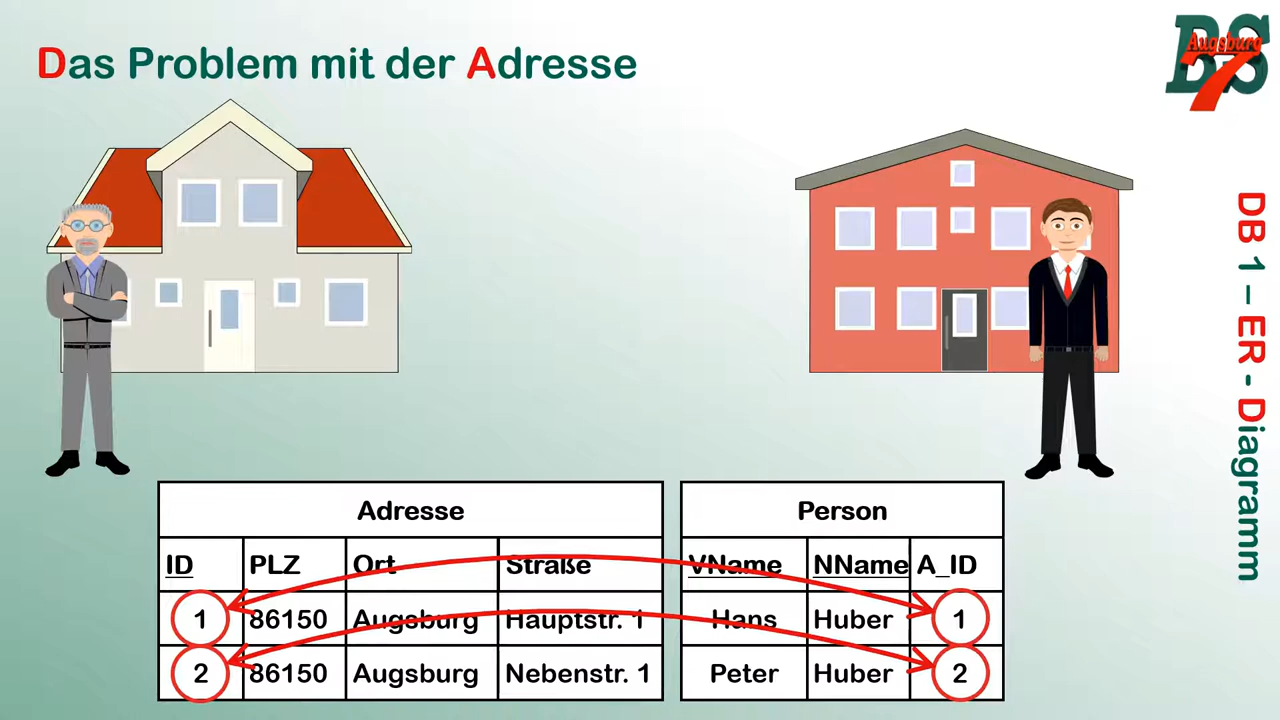 Das Problem mit der Adresse
BS
Augsburg
7
DB 1 – ER - Diagramm
Adresse
ID PLZ Ort Straße
1 86150 Augsburg Hauptstr. 1
2 86150 Augsburg Nebenstr. 1
Person
VName NName A_ID
Hans Huber 1
Peter Huber 2